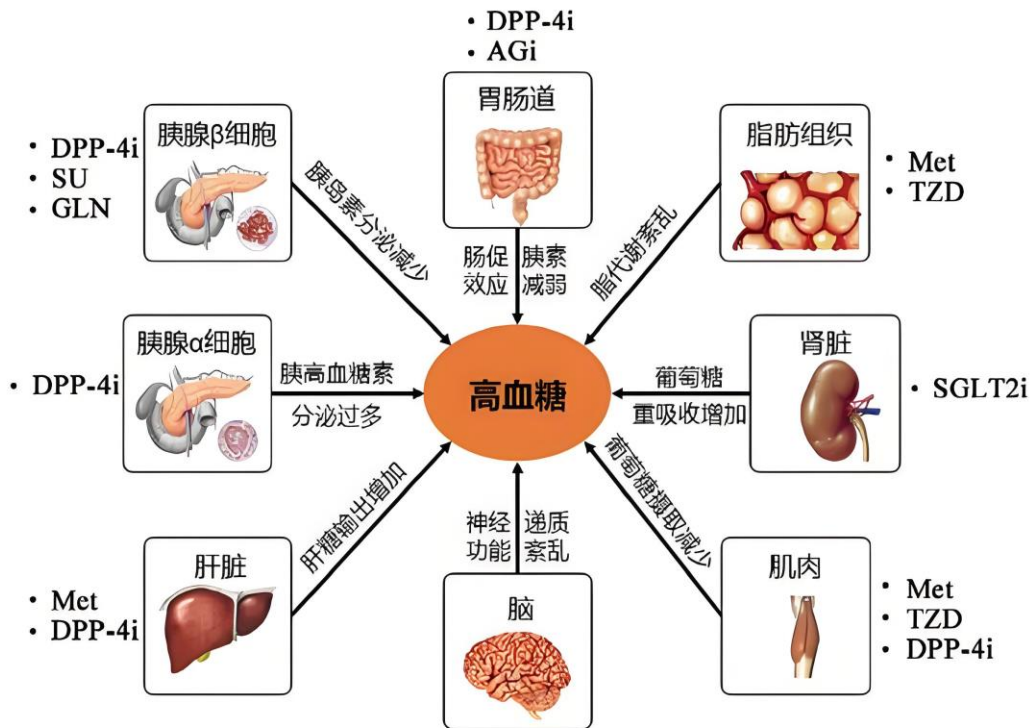 • DPP-4i
• AGi
胃肠道
胰腺β细胞
• DPP-4i
• SU
• GLN
脂肪组织
• Met
• TZD
胰岛素分泌减少
肠促 胰素
效应 减弱
脂代谢紊乱
胰腺α细胞
• DPP-4i
胰高血糖素
分泌过多
高血糖
葡萄糖
重吸收增加
肾脏
• SGLT2i
肝糖输出增加
神经 递质
功能 紊乱
葡萄糖摄取减少
肝脏
• Met
• DPP-4i
脑
肌肉
• Met
• TZD
• DPP-4i